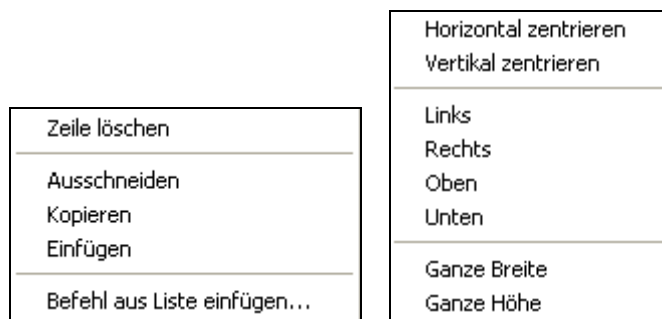 Zeile löschen
Ausschneiden
Kopieren
Einfügen
Befehl aus Liste einfügen...
Horizontal zentrieren
Vertikal zentrieren
Links
Rechts
Oben
Unten
Ganze Breite
Ganze Höhe